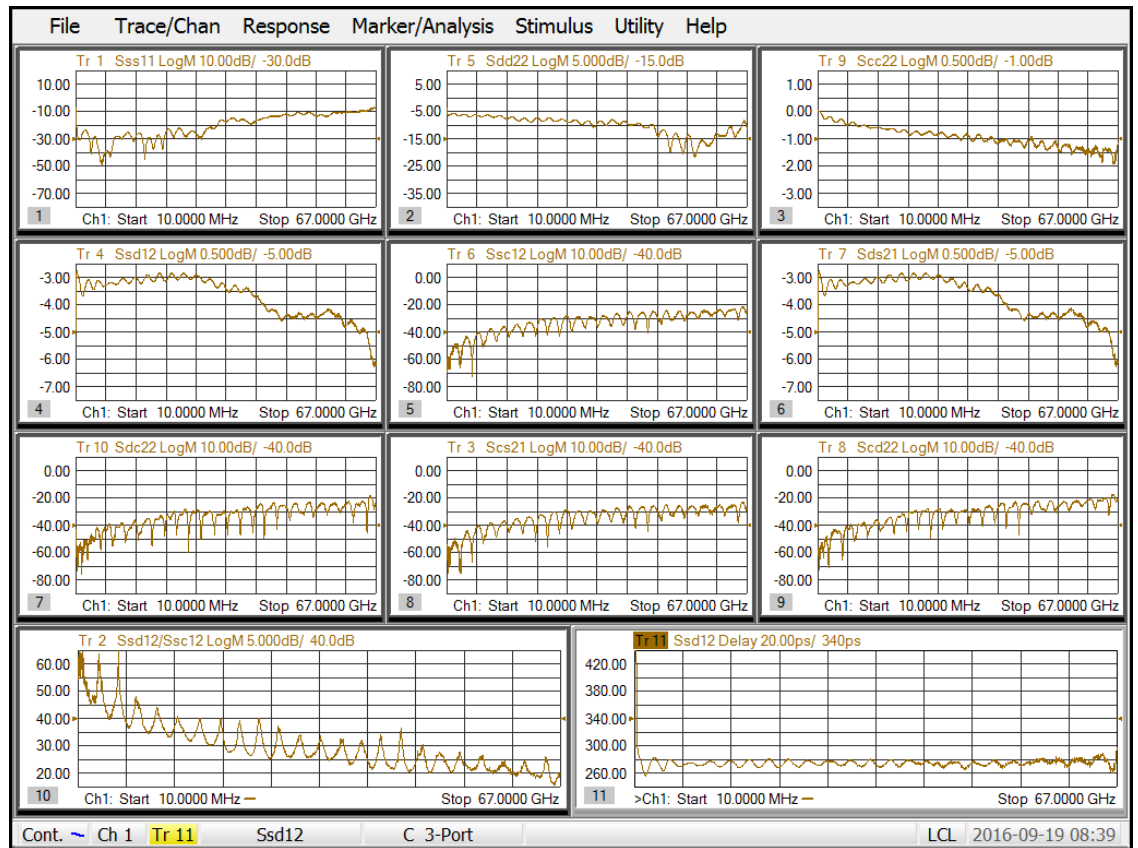 File Trace/Chan Response Marker/Analysis Stimulus Utility Help
Tr 1 Sss11 LogM 10.00dB/ -30.0dB
10.00
-10.00
-30.00
-50.00
-70.00
1 Ch1: Start 10.0000 MHz Stop 67.0000 GHz
Tr 5 Sdd22 LogM 5.000dB/ -15.0dB
5.00
-5.00
-15.00
-25.00
-35.00
2 Ch1: Start 10.0000 MHz Stop 67.0000 GHz
Tr 9 Scc22 LogM 0.500dB/ -1.00dB
1.00
0.00
-1.00
-2.00
-3.00
3 Ch1: Start 10.0000 MHz Stop 67.0000 GHz
Tr 4 Ssd12 LogM 0.500dB/ -5.00dB
-3.00
-4.00
-5.00
-6.00
-7.00
4 Ch1: Start 10.0000 MHz Stop 67.0000 GHz
Tr 6 Ssc12 LogM 10.00dB/ -40.0dB
0.00
-20.00
-40.00
-60.00
-80.00
5 Ch1: Start 10.0000 MHz Stop 67.0000 GHz
Tr 7 Sds21 LogM 0.500dB/ -5.00dB
-3.00
-4.00
-5.00
-6.00
-7.00
6 Ch1: Start 10.0000 MHz Stop 67.0000 GHz
Tr 10 Sdc22 LogM 10.00dB/ -40.0dB
0.00
-20.00
-40.00
-60.00
-80.00
7 Ch1: Start 10.0000 MHz Stop 67.0000 GHz
Tr 3 Scs21 LogM 10.00dB/ -40.0dB
0.00
-20.00
-40.00
-60.00
-80.00
8 Ch1: Start 10.0000 MHz Stop 67.0000 GHz
Tr 8 Scd22 LogM 10.00dB/ -40.0dB
0.00
-20.00
-40.00
-60.00
-80.00
9 Ch1: Start 10.0000 MHz Stop 67.0000 GHz
Tr 2 Ssd12/Ssc12 LogM 5.000dB/ 40.0dB
60.00
50.00
40.00
30.00
20.00
10 Ch1: Start 10.0000 MHz Stop 67.0000 GHz
Tr 11 Ssd12 Delay 20.00ps/ 340ps
420.00
380.00
340.00
300.00
260.00
11 >Ch1: Start 10.0000 MHz Stop 67.0000 GHz
Cont. Ch 1 Tr 11 Ssd12 C 3-Port LCL 2016-09-19 08:39